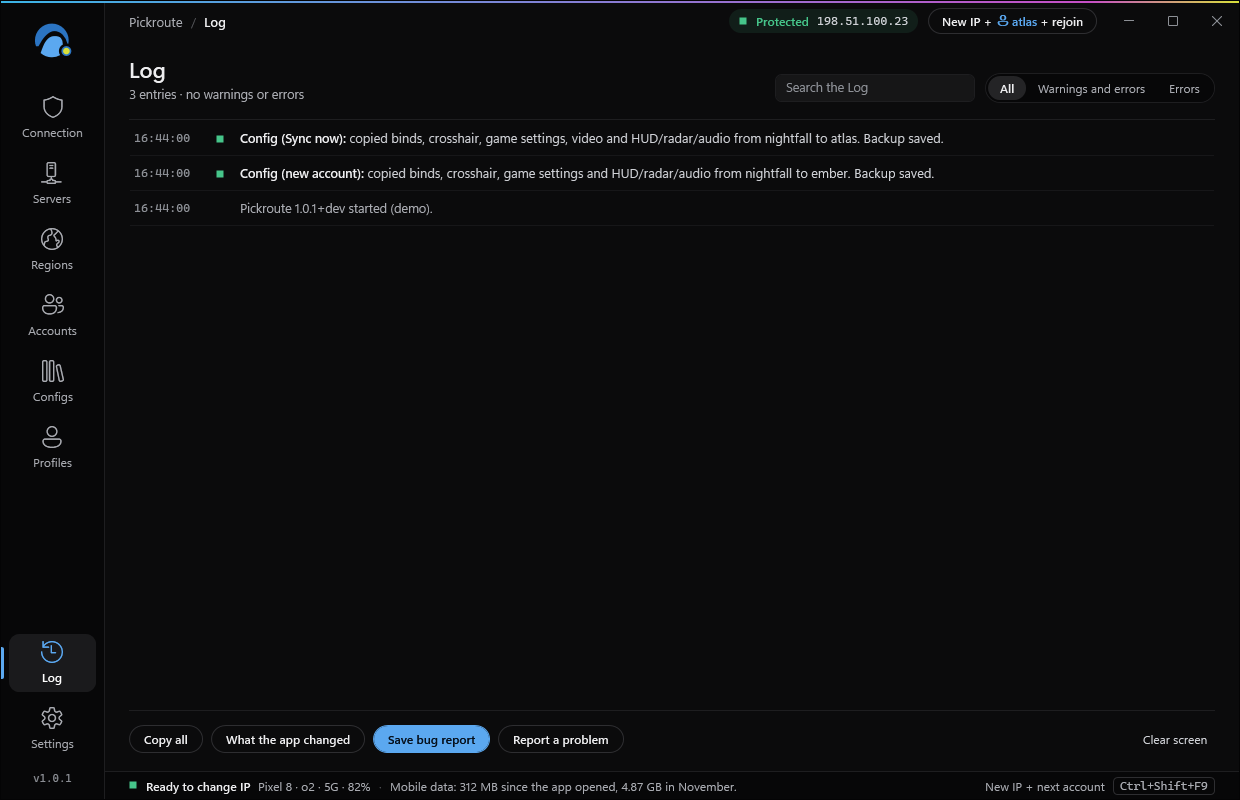 Pickroute / Log
Protected 198.51.100.23
New IP + atlas + rejoin
Connection
Servers
Regions
Accounts
Configs
Profiles
Log
Settings
v1.0.1
Log
3 entries · no warnings or errors
Search the Log
All Warnings and errors Errors
16:44:00 Config (Sync now): copied binds, crosshair, game settings, video and HUD/radar/audio from nightfall to atlas. Backup saved.
16:44:00 Config (new account): copied binds, crosshair, game settings and HUD/radar/audio from nightfall to ember. Backup saved.
16:44:00 Pickroute 1.0.1+dev started (demo).
Copy all What the app changed Save bug report Report a problem Clear screen
Ready to change IP Pixel 8 · o2 · 5G · 82% · Mobile data: 312 MB since the app opened, 4.87 GB in November. New IP + next account Ctrl+Shift+F9